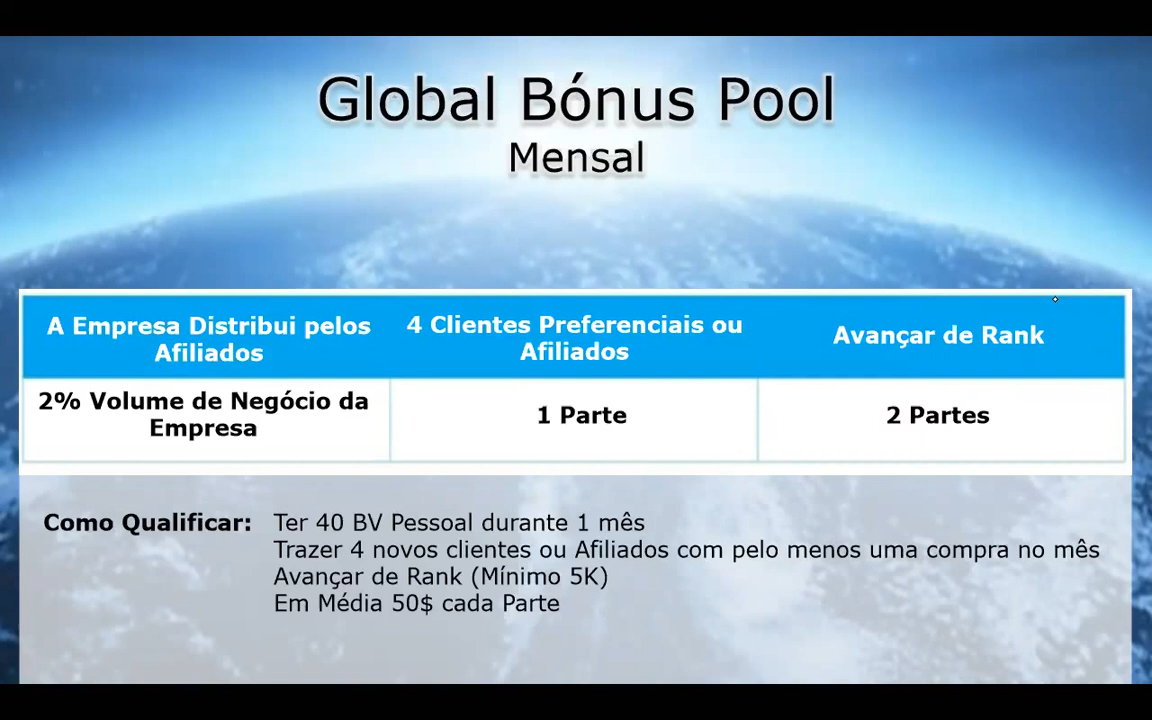 Global Bónus Pool
Mensal
A Empresa Distribui pelos
Afiliados
4 Clientes Preferenciais ou
Afiliados
Avançar de Rank
2% Volume de Negócio da
Empresa
1 Parte
2 Partes
Como Qualificar: Ter 40 BV Pessoal durante 1 mês
Trazer 4 novos clientes ou Afiliados com pelo menos uma compra no mês
Avançar de Rank (Mínimo 5K)
Em Média 50$ cada Parte